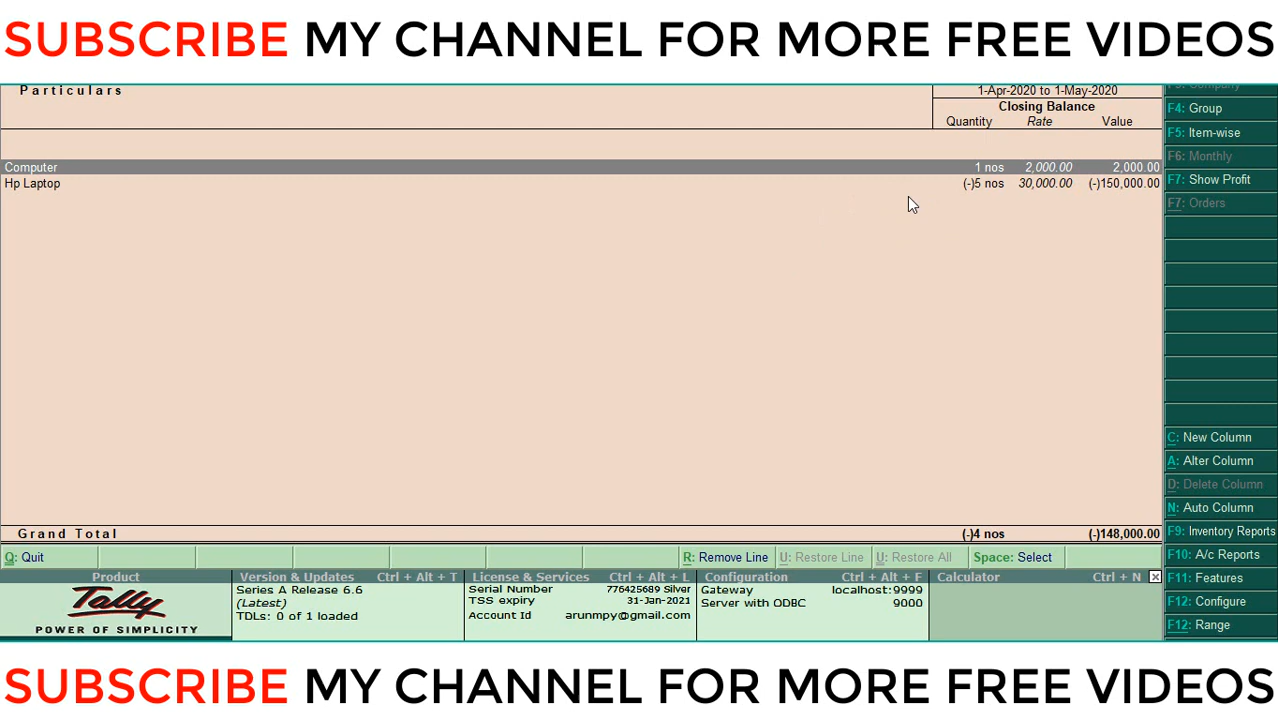 SUBSCRIBE MY CHANNEL FOR MORE FREE VIDEOS
Particulars 1-Apr-2020 to 1-May-2020
Closing Balance
Quantity Rate Value
Computer 1 nos 2,000.00 2,000.00
Hp Laptop (-)5 nos 30,000.00 (-)150,000.00
Grand Total (-)4 nos (-)148,000.00
F3: Company
F4: Group
F5: Item-wise
F6: Monthly
F7: Show Profit
F7: Orders
C: New Column
A: Alter Column
D: Delete Column
N: Auto Column
F9: Inventory Reports
F10: A/c Reports
F11: Features
F12: Configure
F12: Range
Q: Quit R: Remove Line U: Restore Line U: Restore All Space: Select
Product
Tally
POWER OF SIMPLICITY
Version & Updates Ctrl + Alt + T
Series A Release 6.6
(Latest)
TDLs: 0 of 1 loaded
License & Services Ctrl + Alt + L
Serial Number 776425689 Silver
TSS expiry 31-Jan-2021
Account Id arunmpy@gmail.com
Configuration Ctrl + Alt + F
Gateway localhost:9999
Server with ODBC 9000
Calculator Ctrl + N x
SUBSCRIBE MY CHANNEL FOR MORE FREE VIDEOS